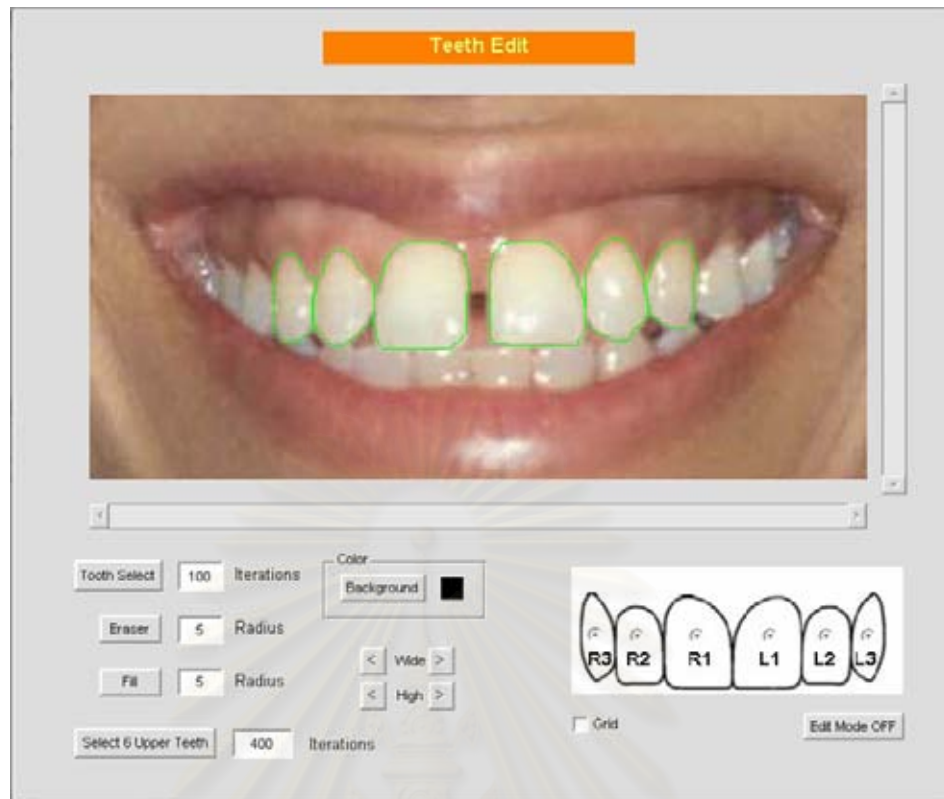 Teeth Edit
Tooth Select 100 Iterations
Color
Background
Eraser 5 Radius
< Wide >
Fill 5 Radius
< High >
Select 6 Upper Teeth 400 Iterations
R3 R2 R1 L1 L2 L3
Grid
Edit Mode OFF